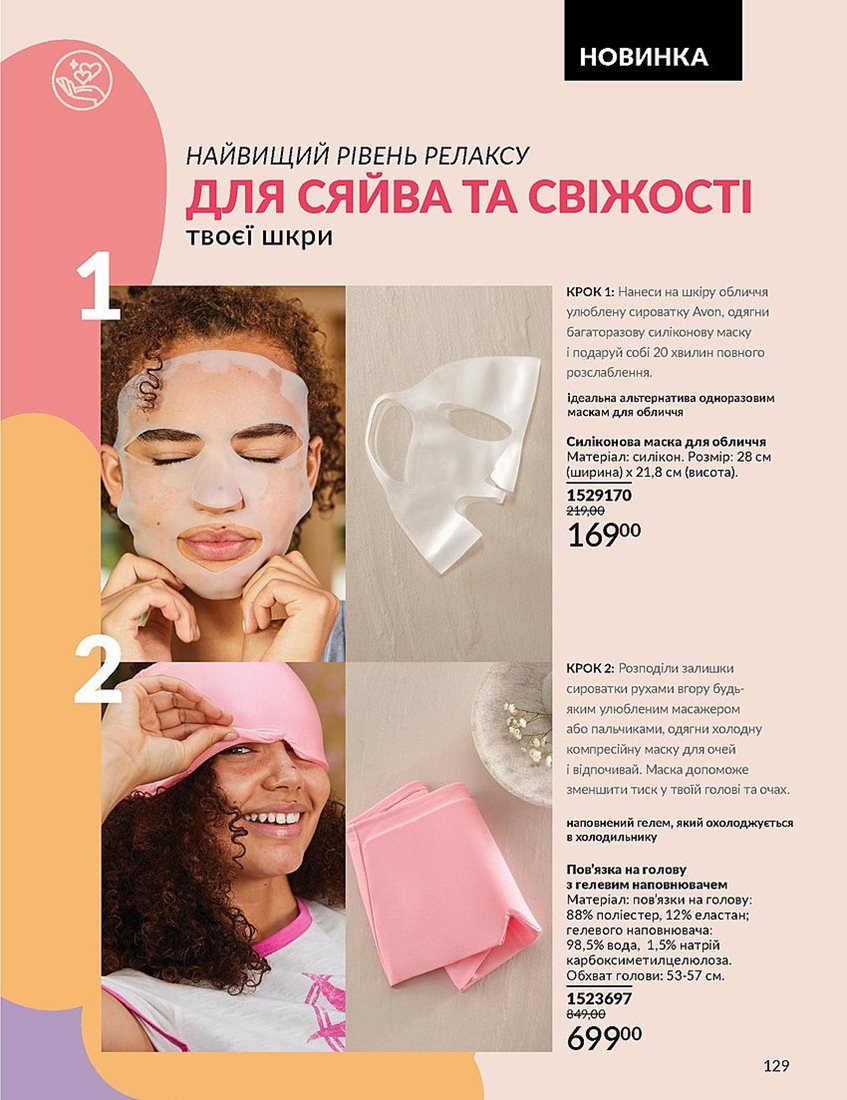 НОВИНКА
НАЙВИЩИЙ РІВЕНЬ РЕЛАКСУ
ДЛЯ СЯЙВА ТА СВІЖОСТІ
твоєї шкри
1
КРОК 1: Нанеси на шкіру обличчя
улюблену сироватку Avon, одягни
багаторазову силіконову маску
і подаруй собі 20 хвилин повного
розслаблення.
ідеальна альтернатива одноразовим
маскам для обличчя
Силіконова маска для обличчя
Матеріал: силікон. Розмір: 28 см
(ширина) x 21,8 см (висота).
1529170
219,00
16900
2
КРОК 2: Розподіли залишки
сироватки рухами вгору будь-
яким улюбленим масажером
або пальчиками, одягни холодну
компресійну маску для очей
і відпочивай. Маска допоможе
зменшити тиск у твоїй голові та очах.
наповнений гелем, який охолоджується
в холодильнику
Пов'язка на голову
з гелевим наповнювачем
Матеріал: пов'язки на голову:
88% поліестер, 12% еластан;
гелевого наповнювача:
98,5% вода, 1,5% натрій
карбоксиметилцелюлоза.
Обхват голови: 53-57 см.
1523697
849,00
69900
129